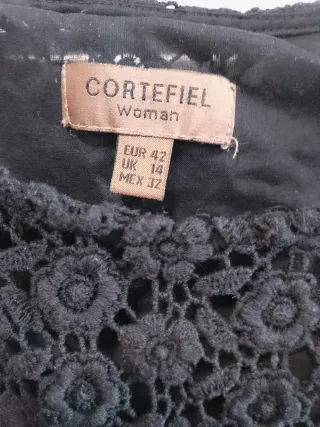 CORTEFIEL
Woman
EUR 42
UK 14
MEX 32